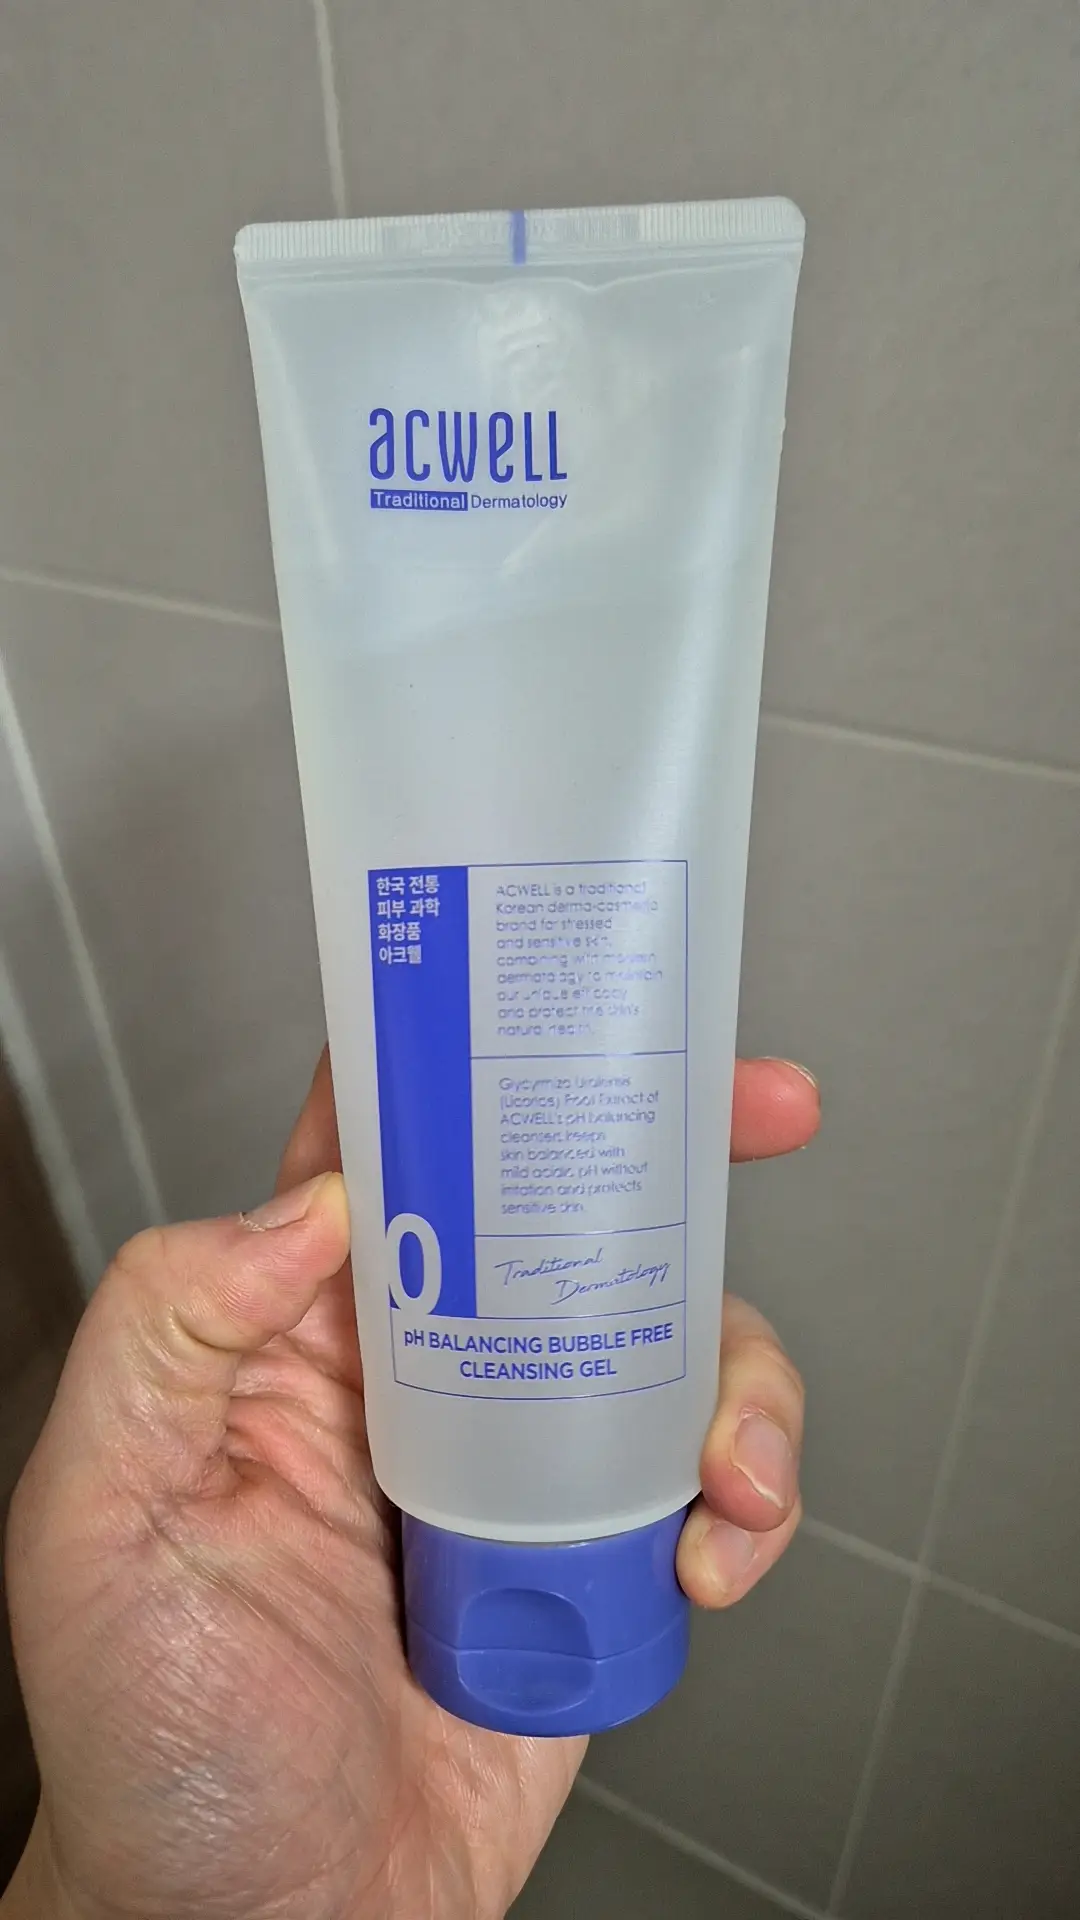 acwell
Traditional Dermatology
한국 전통
피부 과학
화장품
아크웰
ACWELL is a traditional
Korean derma-cosmetic
brand for stressed
and sensitive skin,
combining with modern
dermatology to maintain
our unique efficacy
and protect the skin's
natural health.
Glycyrrhiza Uralensis
(Licorice) Root Extract of
ACWELL's pH balancing
cleansers keeps
skin balanced with
mild acidic pH without
irritation and protects
sensitive skin.
0
Traditional
Dermatology
pH BALANCING BUBBLE FREE
CLEANSING GEL